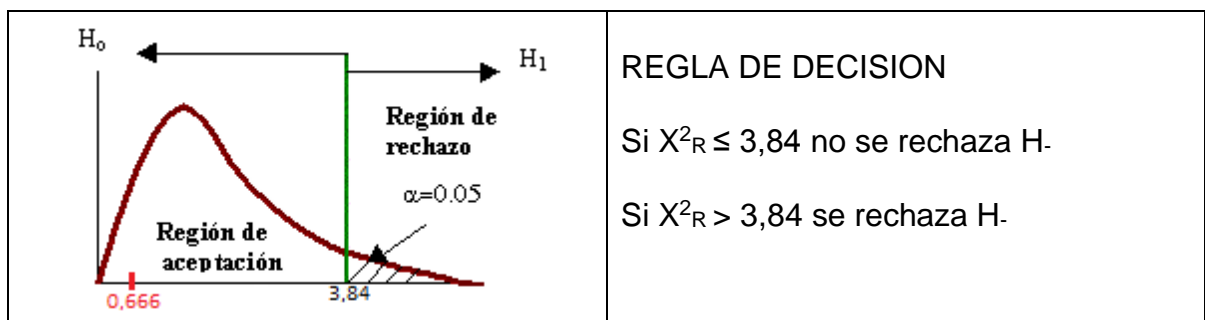 Hₒ
H₁
Región de
rechazo
α=0.05
Región de
aceptación
0,666
3,84
REGLA DE DECISION
Si X²R ≤ 3,84 no se rechaza H-
Si X²R > 3,84 se rechaza H-